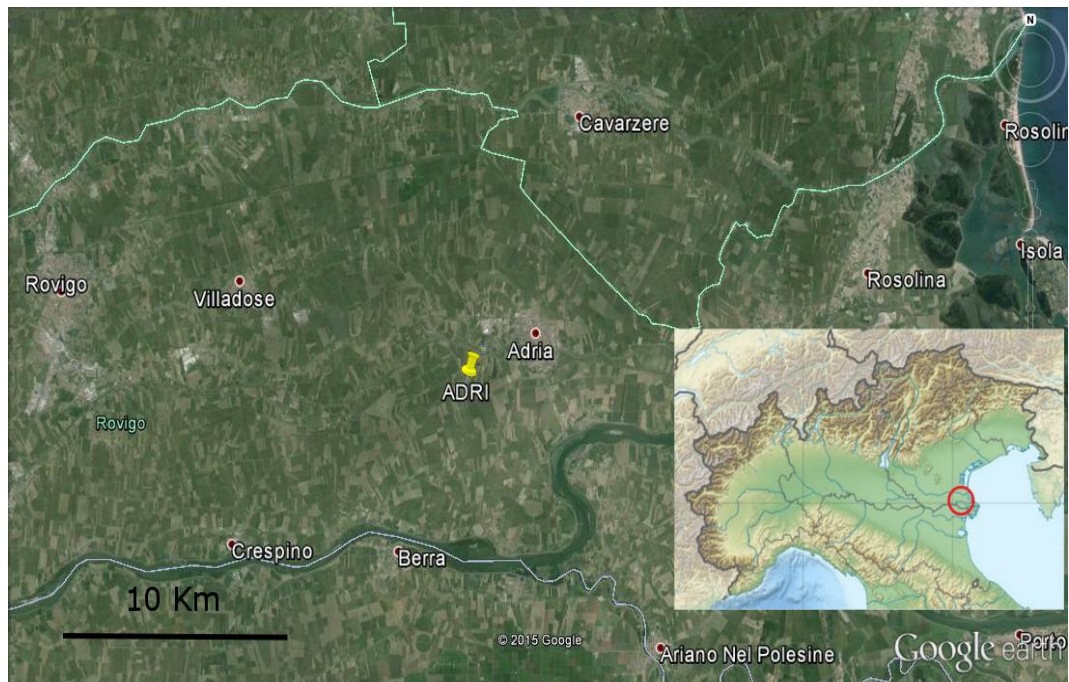 N
Cavarzere
Rosolin
Isola
Rovigo
Villadose
Rosolina
Adria
ADRI
Rovigo
Crespino
Berra
10 Km
© 2015 Google
Ariano Nel Polesine
Google earth
Porto